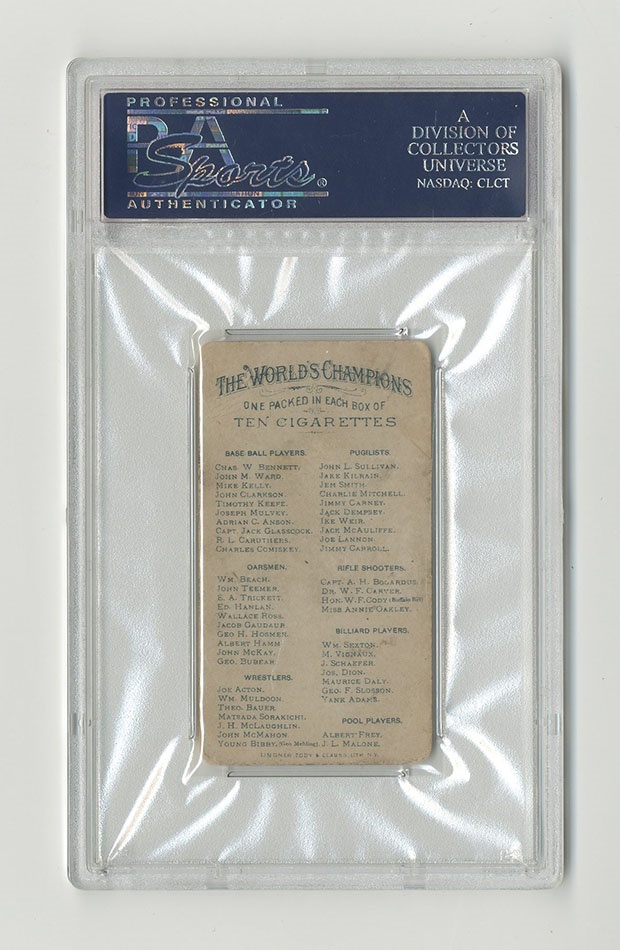 PROFESSIONAL
PSA
Sports®
AUTHENTICATOR
A
DIVISION OF
COLLECTORS
UNIVERSE
NASDAQ: CLCT
THE WORLD'S CHAMPIONS
ONE PACKED IN EACH BOX OF
TEN CIGARETTES
BASE BALL PLAYERS.
CHAS. W. BENNETT.
JOHN M. WARD.
MIKE KELLY.
JOHN CLARKSON.
TIMOTHY KEEFE.
JOSEPH MULVEY.
ADRIAN C. ANSON.
CAPT. JACK GLASSCOCK.
R. L. CARUTHERS.
CHARLES COMISKEY.
OARSMEN.
WM. BEACH.
JOHN TEEMER.
E. A. TRICKETT.
ED. HANLAN.
WALLACE ROSS.
JACOB GAUDAUR
GEO H. HOSMER.
ALBERT HAMM
JOHN MCKAY.
GEO. BUBEAR
WRESTLERS.
JOE ACTON.
WM. MULDOON.
THEO. BAUER.
MATSADA SORAKICHI.
J. H. MCLAUGHLIN.
JOHN MCMAHON.
YOUNG BIBBY. (Geo. Mehling).
PUGILISTS.
JOHN L. SULLIVAN.
JAKE KILRAIN.
JEM SMITH.
CHARLIE MITCHELL.
JIMMY CARNEY.
JACK DEMPSEY.
IKE WEIR.
JACK MCAULIFFE.
JOE LANNON.
JIMMY CARROLL.
RIFLE SHOOTERS.
CAPT. A. H. BOGARDUS.
DR. W. F. CARVER.
HON. W. F. CODY (Buffalo Bill)
MISS ANNIE OAKLEY.
BILLIARD PLAYERS.
WM. SEXTON.
M. VIGNAUX.
J. SCHAEFER.
JOS. DION.
MAURICE DALY.
GEO. F. SLOSSON.
YANK ADAMS.
POOL PLAYERS.
ALBERT FREY.
J. L. MALONE.
LITH. N.Y.